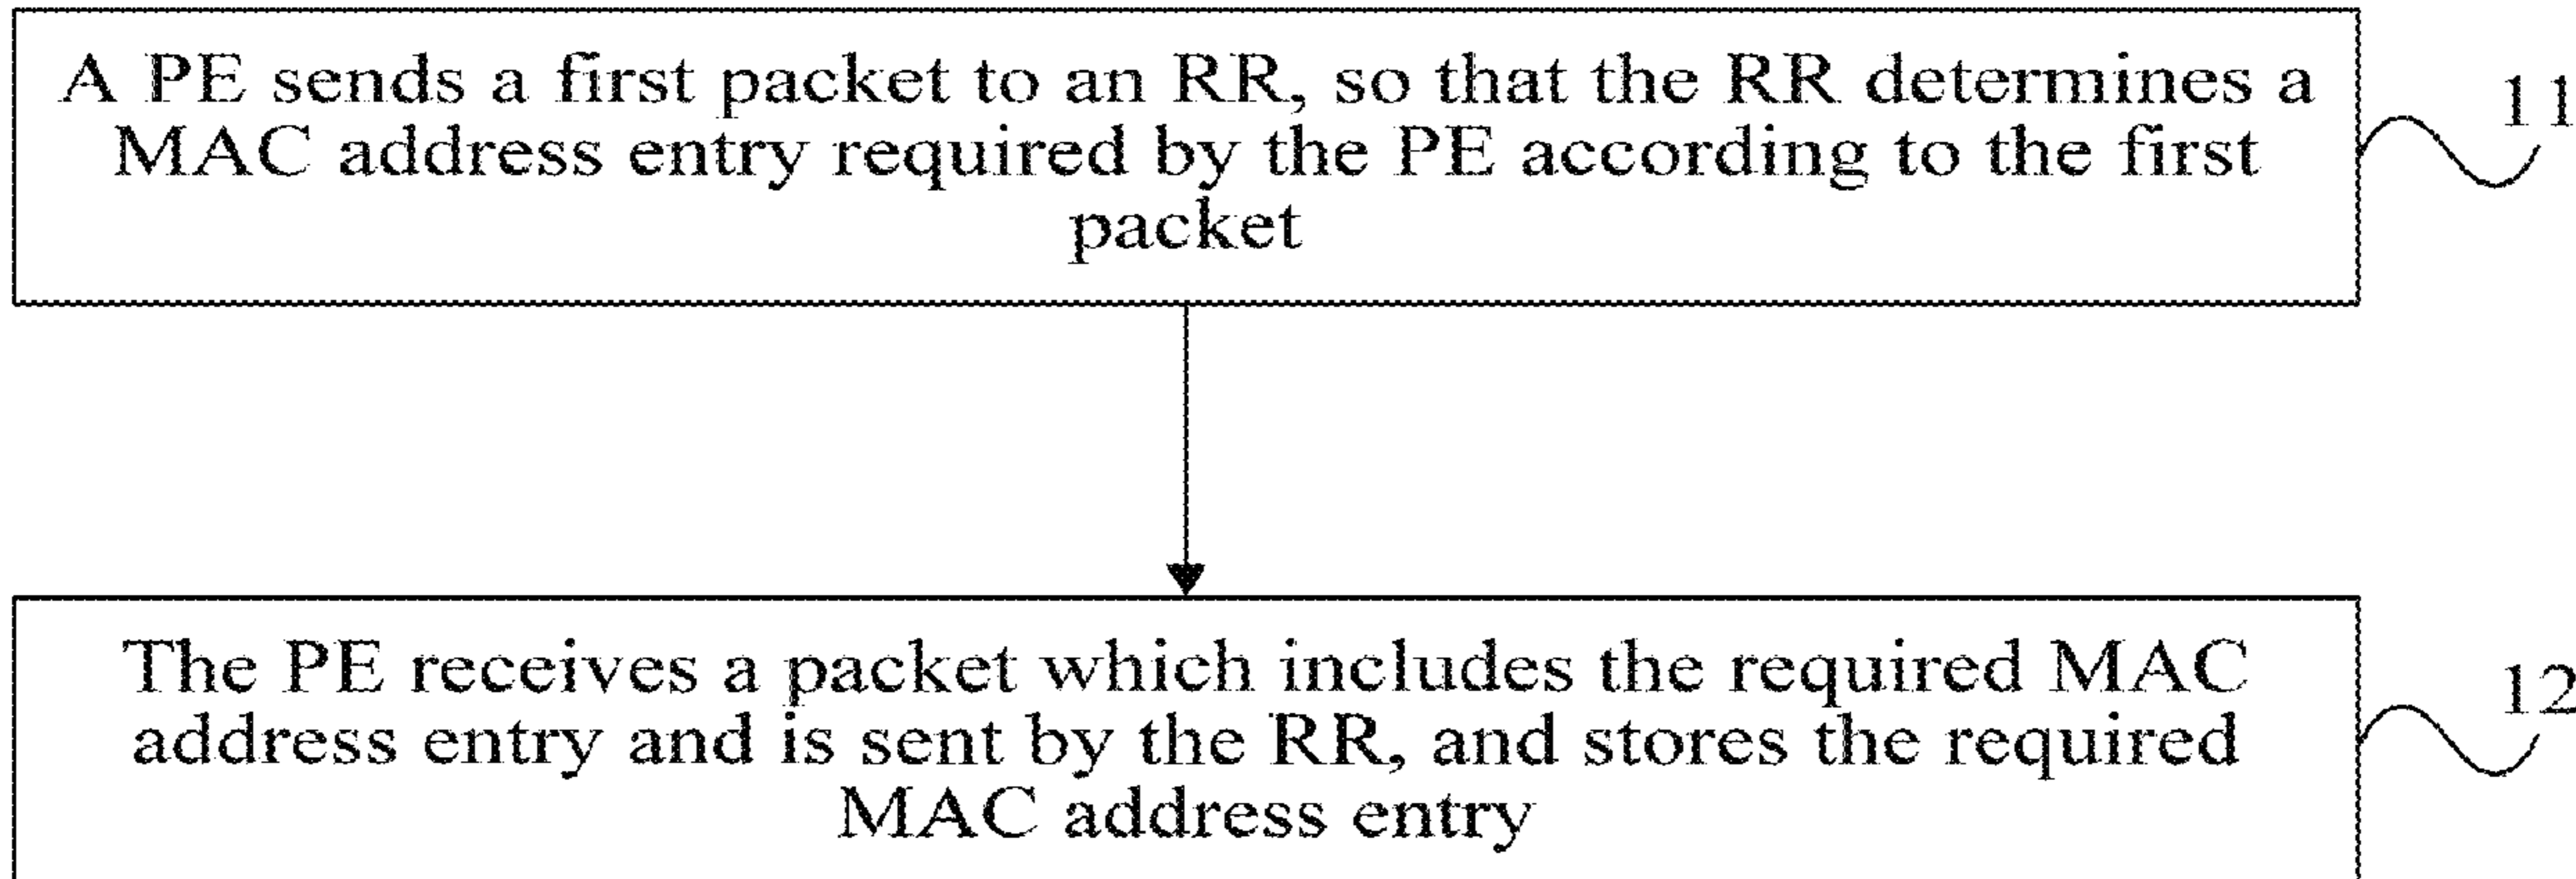 A PE sends a first packet to an RR, so that the RR determines a
MAC address entry required by the PE according to the first
packet
11
The PE receives a packet which includes the required MAC
address entry and is sent by the RR, and stores the required
MAC address entry
12